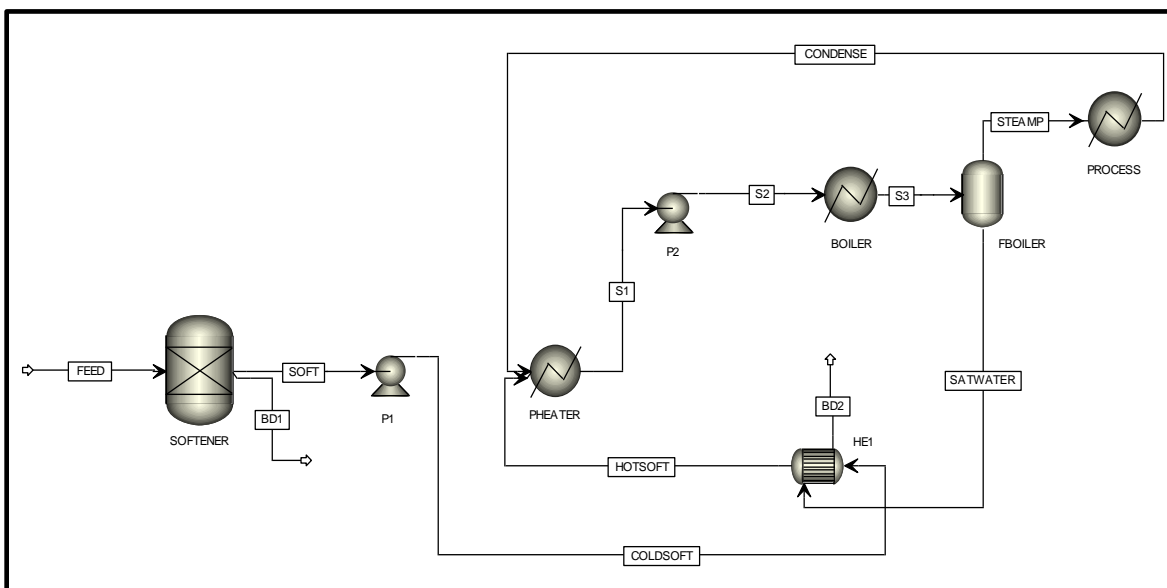 CONDENSE
STEAMP
PROCESS
S2
S3
BOILER
FBOILER
P2
S1
FEED
SOFT
SATWATER
BD2
PHEATER
P1
BD1
SOFTENER
HE1
HOTSOFT
COLDSOFT